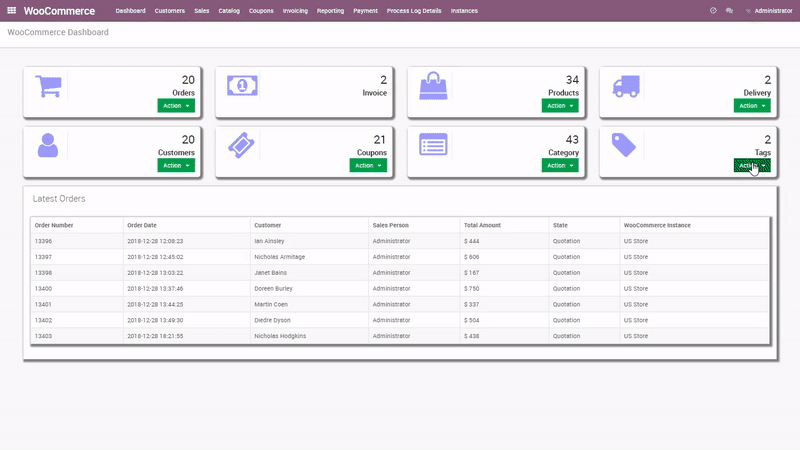 WooCommerce Dashboard Customers Sales Catalog Coupons Invoicing Reporting Payment Process Log Details Instances Administrator
WooCommerce Dashboard
20 2 34 2
Orders Invoice Products Delivery
Action Action Action
20 21 43 2
Customers Coupons Category Tags
Action Action Action
Latest Orders
Order Number Order Date Customer Sales Person Total Amount State WooCommerce Instance
13396 2018-12-28 12:08:23 Ian Ainsley Administrator $ 444 Quotation US Store
13397 2018-12-28 12:45:02 Nicholas Armitage Administrator $ 606 Quotation US Store
13398 2018-12-28 13:03:22 Janet Bains Administrator $ 167 Quotation US Store
13400 2018-12-28 13:37:46 Doreen Burley Administrator $ 750 Quotation US Store
13401 2018-12-28 13:44:25 Martin Coen Administrator $ 337 Quotation US Store
13402 2018-12-28 13:49:30 Diedre Dyson Administrator $ 504 Quotation US Store
13403 2018-12-28 18:21:55 Nicholas Hodgkins Administrator $ 438 Quotation US Store